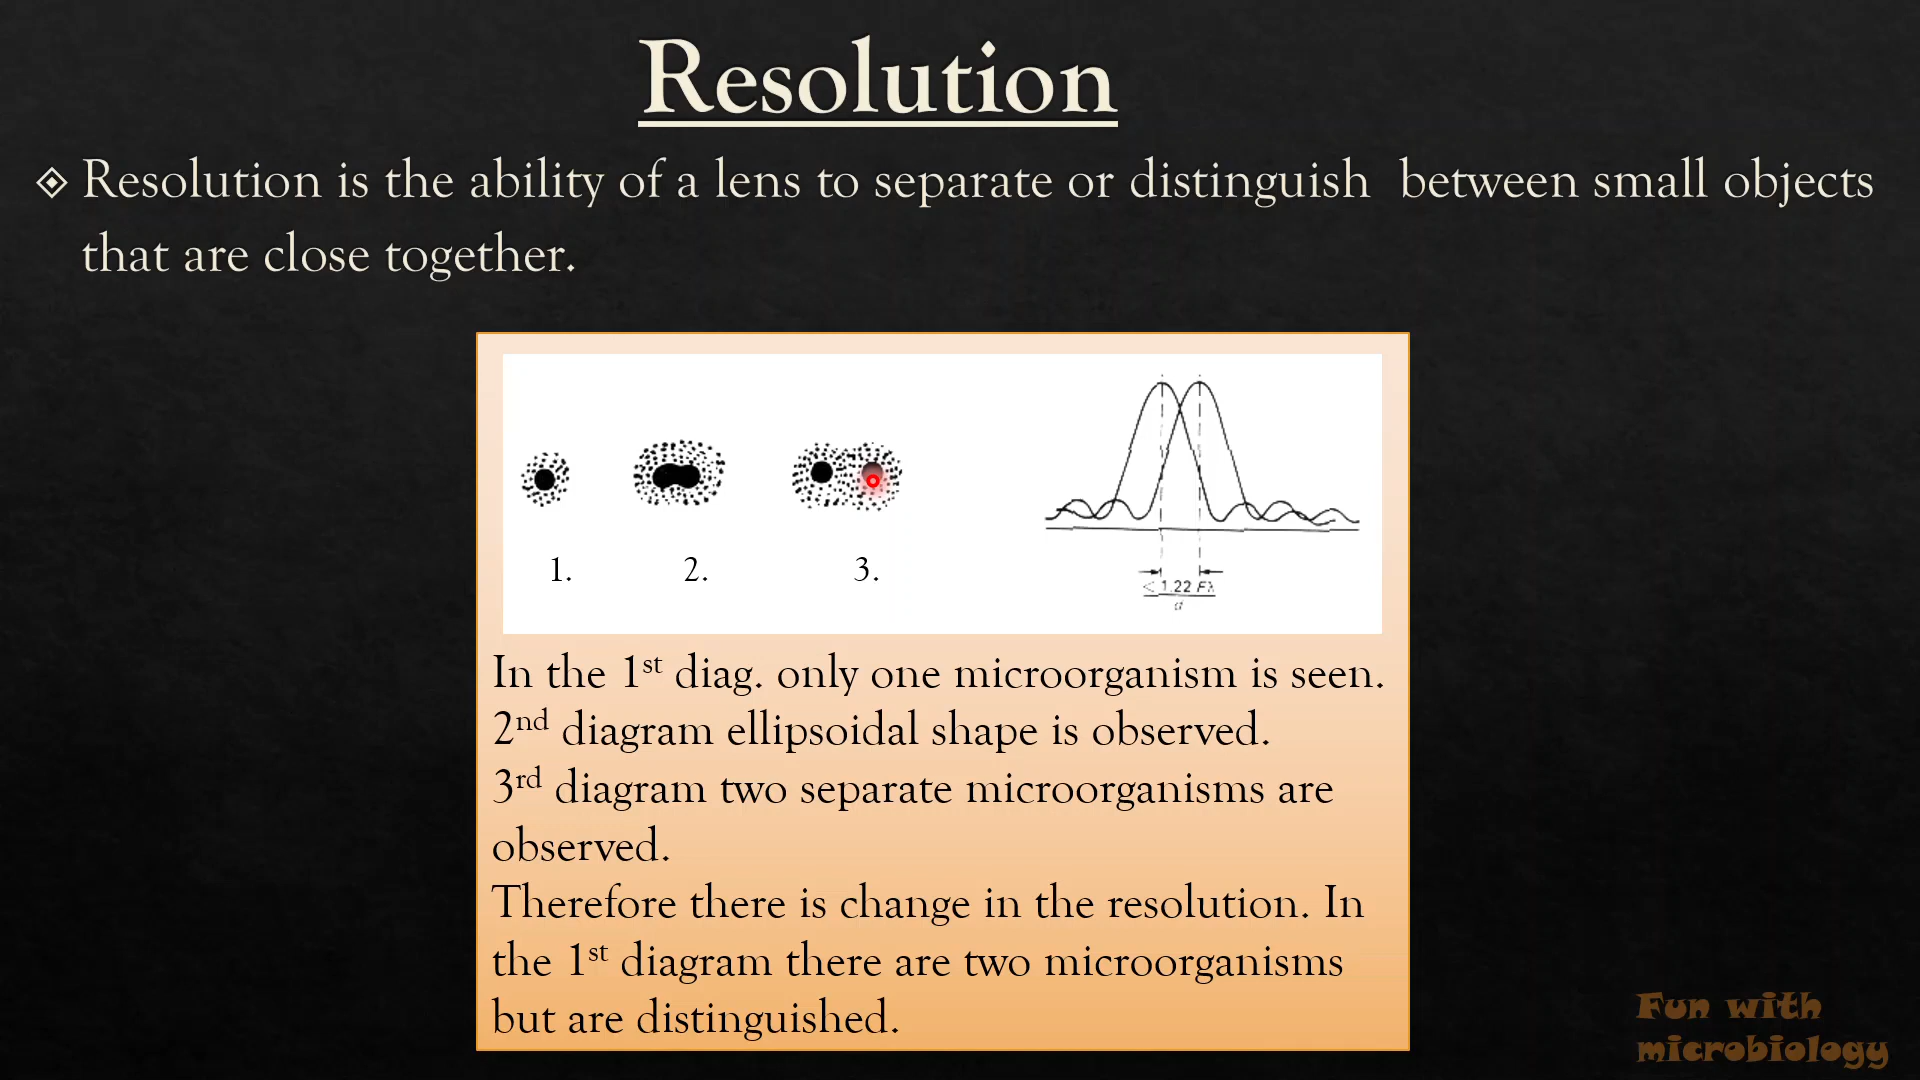 Resolution
Resolution is the ability of a lens to separate or distinguish between small objects
that are close together.
1. 2. 3.
< 1.22 Fλ
d
In the 1st diag. only one microorganism is seen.
2nd diagram ellipsoidal shape is observed.
3rd diagram two separate microorganisms are
observed.
Therefore there is change in the resolution. In
the 1st diagram there are two microorganisms
but are distinguished.
Fun with
microbiology